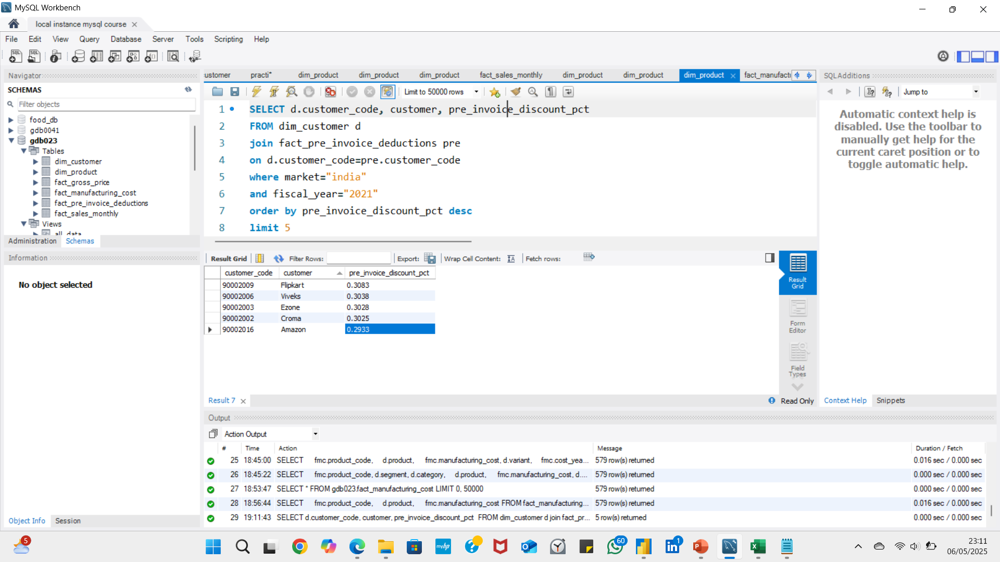 MySQL Workbench
local instance mysql course
File Edit View Query Database Server Tools Scripting Help
Navigator
SCHEMAS
Filter objects
food_db
gdb0041
gdb023
Tables
dim_customer
dim_product
fact_gross_price
fact_manufacturing_cost
fact_pre_invoice_deductions
fact_sales_monthly
Views
all_data
Administration Schemas
Information
No object selected
Object Info Session
ustomer practi* dim_product dim_product dim_product fact_sales_monthly dim_product dim_product dim_product fact_manufactu
Limit to 50000 rows
1 SELECT d.customer_code, customer, pre_invoice_discount_pct
2 FROM dim_customer d
3 join fact_pre_invoice_deductions pre
4 on d.customer_code=pre.customer_code
5 where market="india"
6 and fiscal_year="2021"
7 order by pre_invoice_discount_pct desc
8 limit 5
Result Grid Filter Rows: Export: Wrap Cell Content: Fetch rows:
customer_code customer pre_invoice_discount_pct
90002009 Flipkart 0.3083
90002006 Viveks 0.3038
90002003 Ezone 0.3028
90002002 Croma 0.3025
90002016 Amazon 0.2933
Result
Grid
Form
Editor
Field
Types
Result 7
Read Only
SQLAdditions
Jump to
Automatic context help is
disabled. Use the toolbar to
manually get help for the
current caret position or to
toggle automatic help.
Context Help Snippets
Output
Action Output
# Time Action Message Duration / Fetch
25 18:45:00 SELECT fmc.product_code, d.product, fmc.manufacturing_cost, d.variant, fmc.cost_yea... 579 row(s) returned 0.016 sec / 0.000 sec
26 18:45:22 SELECT fmc.product_code, d.segment, d.category, d.product, fmc.manufacturing_cost, d.... 579 row(s) returned 0.000 sec / 0.000 sec
27 18:53:47 SELECT * FROM gdb023.fact_manufacturing_cost LIMIT 0, 50000 579 row(s) returned 0.000 sec / 0.000 sec
28 18:56:44 SELECT fmc.product_code, d.product, fmc.manufacturing_cost FROM fact_manufacturing... 579 row(s) returned 0.016 sec / 0.000 sec
29 19:11:43 SELECT d.customer_code, customer, pre_invoice_discount_pct FROM dim_customer d join fact_pr... 5 row(s) returned 0.000 sec / 0.000 sec
5
myhp
60
1
23:11
06/05/2025